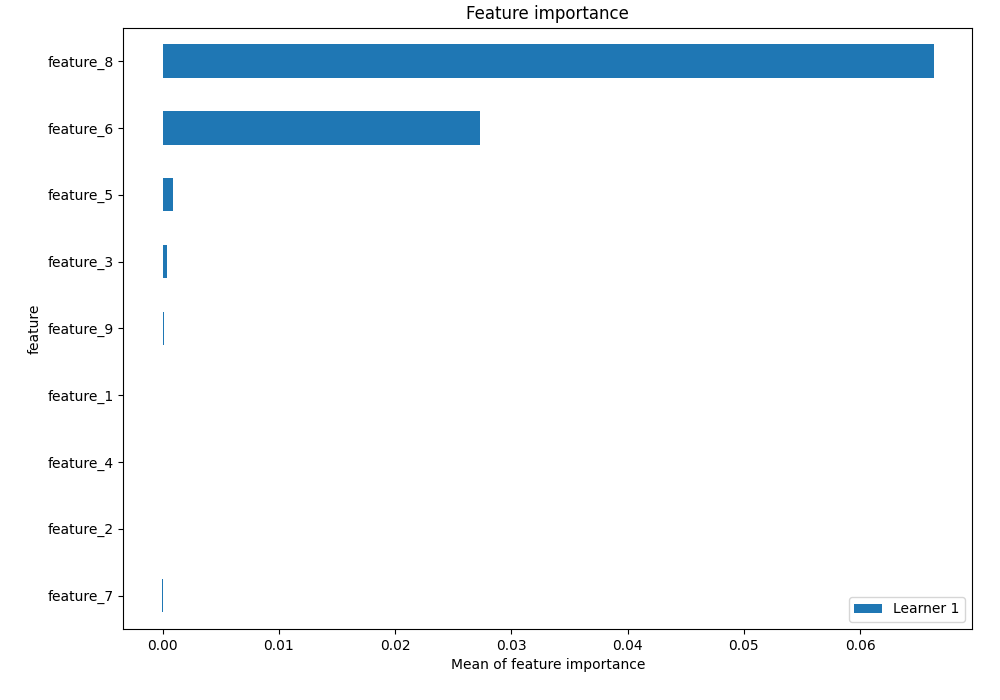 Feature importance
feature_8
feature_6
feature_5
feature_3
feature_9
feature_1
feature_4
feature_2
feature_7
feature
0.00 0.01 0.02 0.03 0.04 0.05 0.06
Mean of feature importance
Learner 1